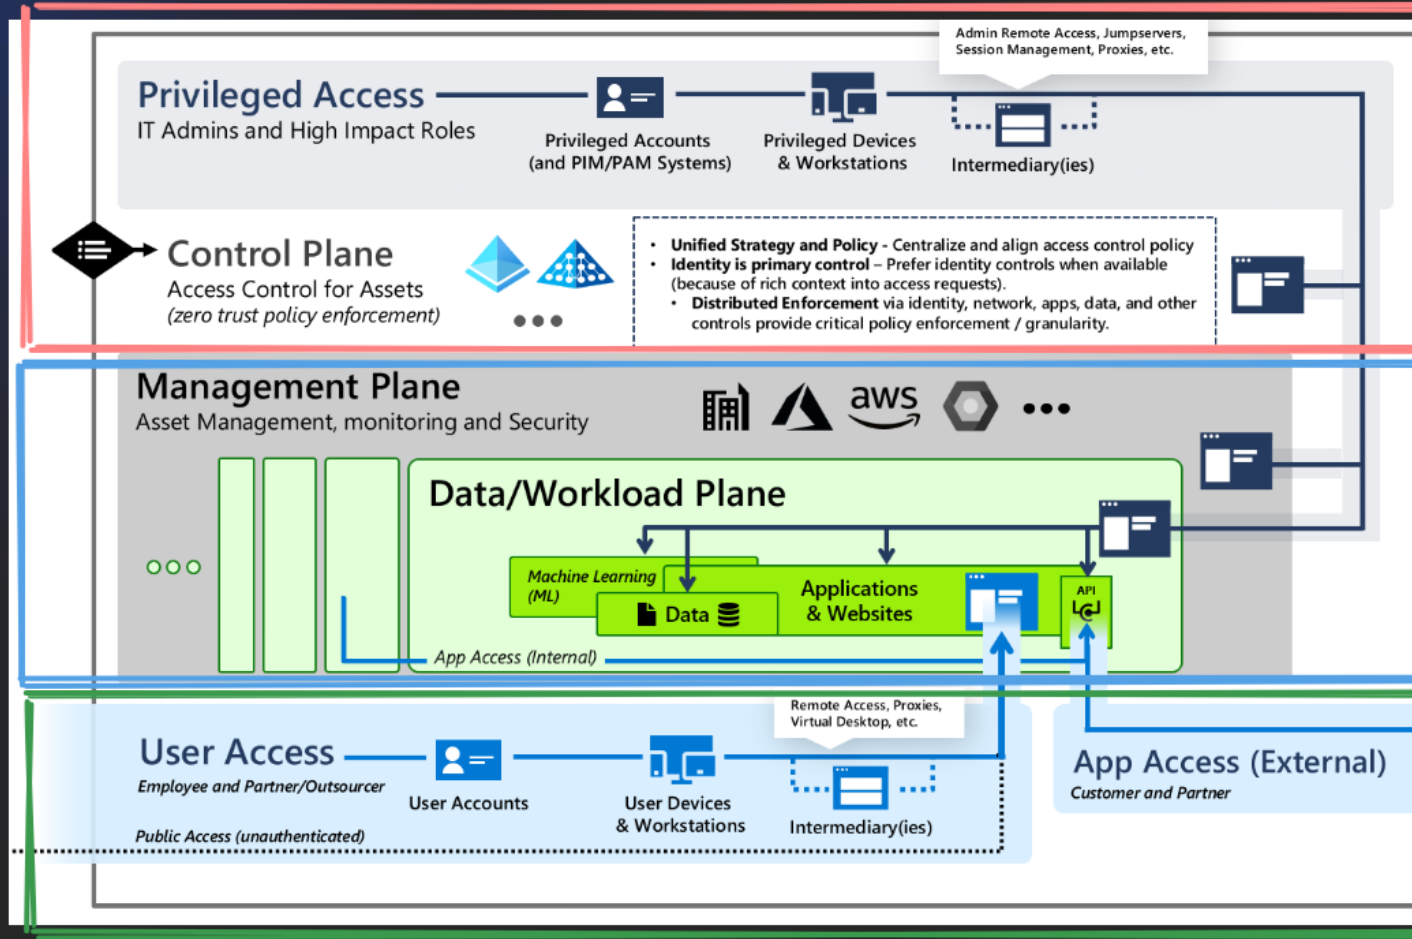 Admin Remote Access, Jumpservers,
Session Management, Proxies, etc.
Privileged Access
IT Admins and High Impact Roles
Privileged Accounts
(and PIM/PAM Systems)
Privileged Devices
& Workstations
Intermediary(ies)
Control Plane
Access Control for Assets
(zero trust policy enforcement)
• Unified Strategy and Policy - Centralize and align access control policy
• Identity is primary control – Prefer identity controls when available
(because of rich context into access requests).
• Distributed Enforcement via identity, network, apps, data, and other
controls provide critical policy enforcement / granularity.
Management Plane
Asset Management, monitoring and Security
aws
Data/Workload Plane
Machine Learning
(ML)
Data
Applications
& Websites
API
App Access (Internal)
Remote Access, Proxies,
Virtual Desktop, etc.
User Access
Employee and Partner/Outsourcer
User Accounts
User Devices
& Workstations
Intermediary(ies)
Public Access (unauthenticated)
App Access (External)
Customer and Partner